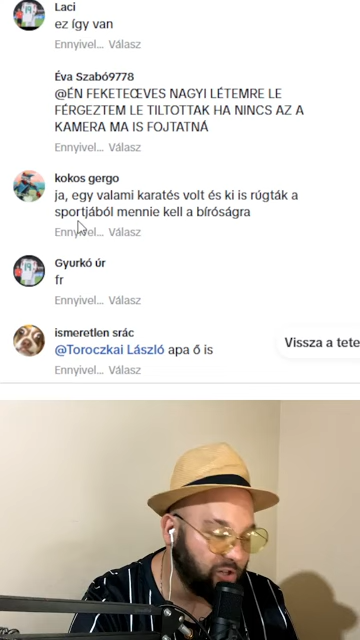 Laci
ez így van
Ennyivel... Válasz
Éva Szabó9778
@ÉN FEKETEŒVES NAGYI LÉTEMRE LE
FÉRGEZTEM LE TILTOTTAK HA NINCS AZ A
KAMERA MA IS FOJTATNÁ
Ennyivel... Válasz
kokos gergo
ja, egy valami karatés volt és ki is rúgták a
sportjából mennie kell a bíróságra
Ennyivel... Válasz
Gyurkó úr
fr
Ennyivel... Válasz
ismeretlen srác
@Toroczkai László apa ő is
Vissza a tete
Ennyivel... Válasz